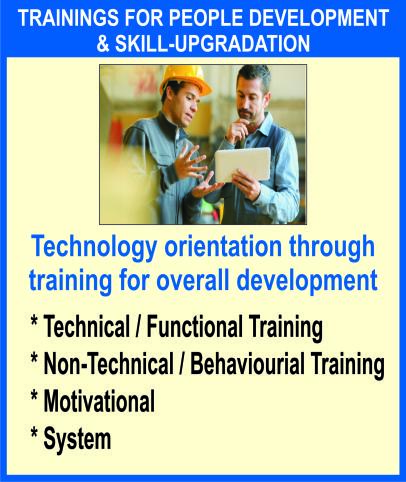 TRAININGS FOR PEOPLE DEVELOPMENT
& SKILL-UPGRADATION
Technology orientation through
training for overall development
* Technical / Functional Training
* Non-Technical / Behaviourial Training
* Motivational
* System